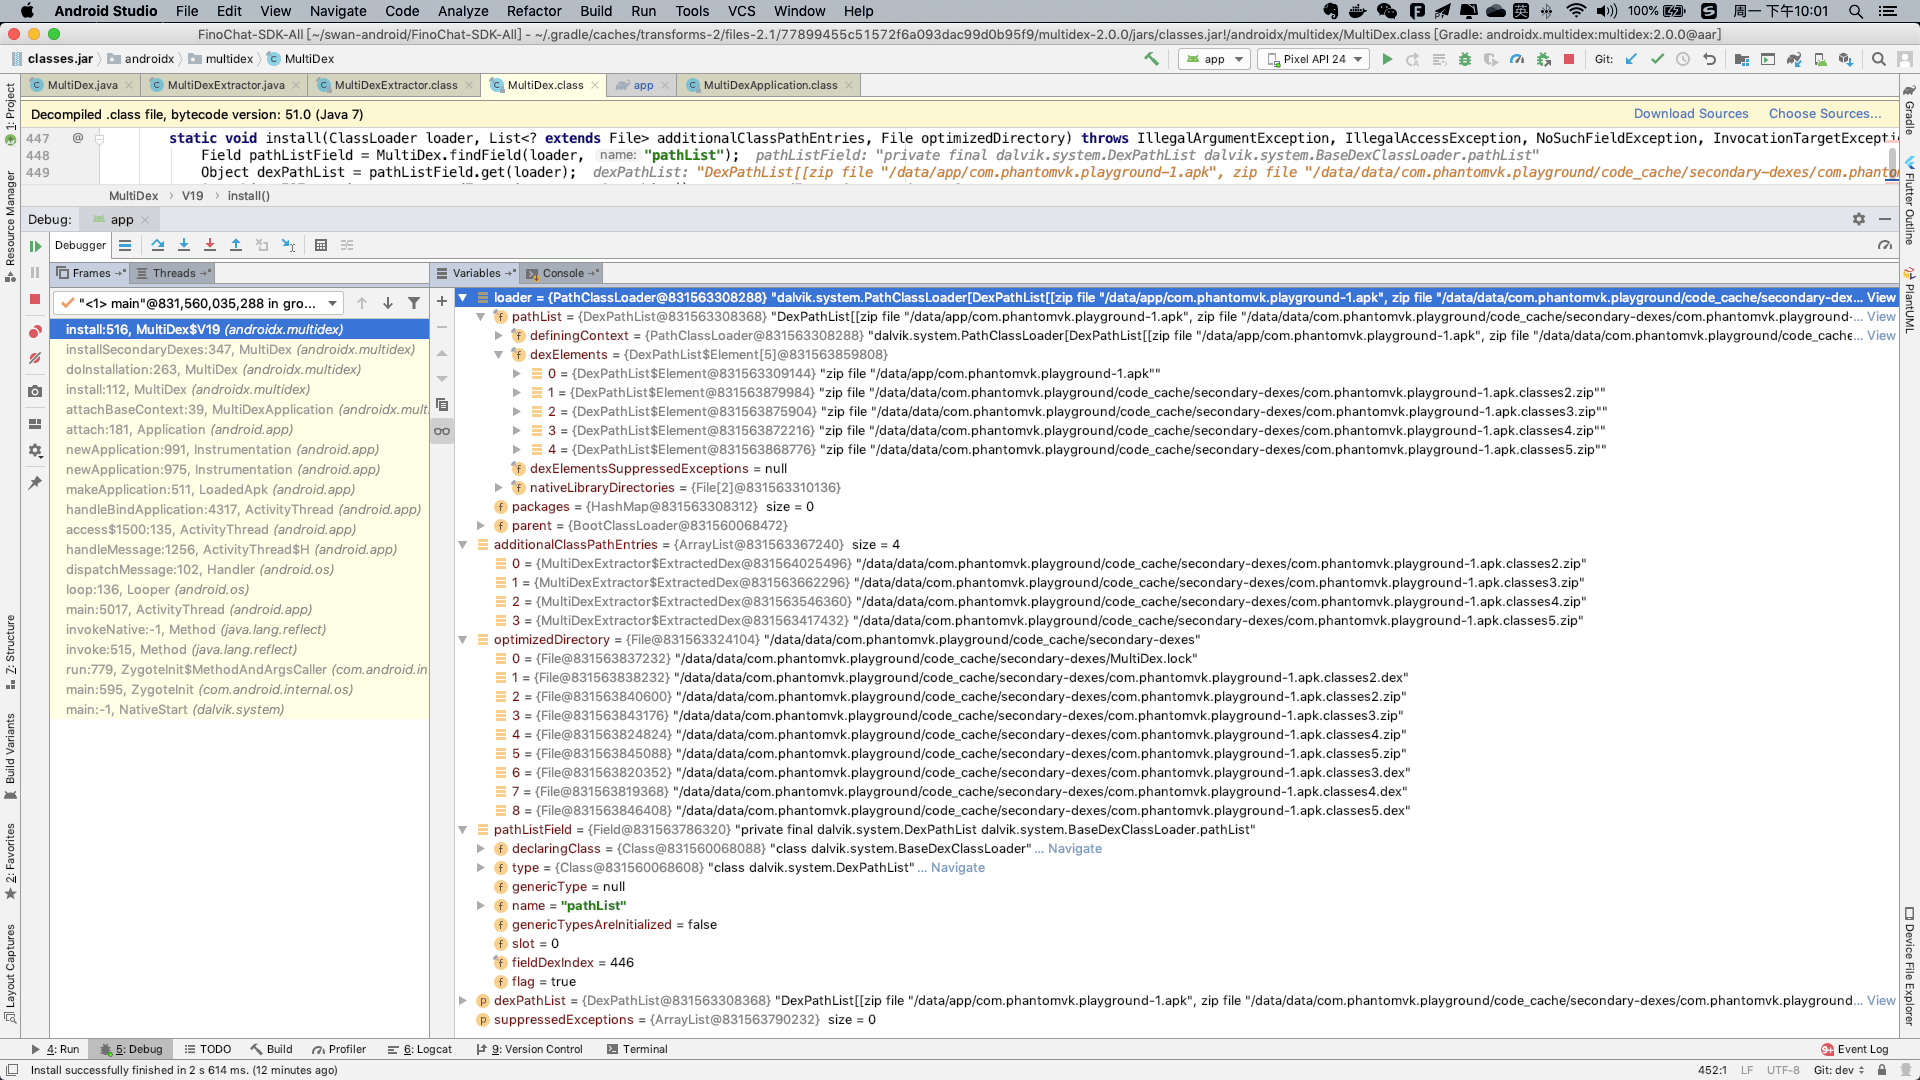 Android Studio File Edit View Navigate Code Analyze Refactor Build Run Tools VCS Window Help 英 100% 周一 下午10:01
FinoChat-SDK-All [~/swan-android/FinoChat-SDK-All] - ~/.gradle/caches/transforms-2/files-2.1/77899455c51572f6a093dac99d0b95f9/multidex-2.0.0/jars/classes.jar!/androidx/multidex/MultiDex.class [Gradle: androidx.multidex:multidex:2.0.0@aar]
classes.jar androidx multidex MultiDex app Pixel API 24 Git:
MultiDex.java MultiDexExtractor.java MultiDexExtractor.class MultiDex.class app MultiDexApplication.class
Decompiled .class file, bytecode version: 51.0 (Java 7) Download Sources Choose Sources...
447 @ static void install(ClassLoader loader, List<? extends File> additionalClassPathEntries, File optimizedDirectory) throws IllegalArgumentException, IllegalAccessException, NoSuchFieldException, InvocationTargetExcepti
448 Field pathListField = MultiDex.findField(loader, name: "pathList"); pathListField: "private final dalvik.system.DexPathList dalvik.system.BaseDexClassLoader.pathList"
449 Object dexPathList = pathListField.get(loader); dexPathList: "DexPathList[[zip file "/data/app/com.phantomvk.playground-1.apk", zip file "/data/data/com.phantomvk.playground/code_cache/secondary-dexes/com.phanto
MultiDex V19 install()
Debug: app
Debugger
Frames Threads
Variables Console
"<1> main"@831,560,035,288 in gro...
install:516, MultiDex$V19 (androidx.multidex)
installSecondaryDexes:347, MultiDex (androidx.multidex)
doInstallation:263, MultiDex (androidx.multidex)
install:112, MultiDex (androidx.multidex)
attachBaseContext:39, MultiDexApplication (androidx.mult
attach:181, Application (android.app)
newApplication:991, Instrumentation (android.app)
newApplication:975, Instrumentation (android.app)
makeApplication:511, LoadedApk (android.app)
handleBindApplication:4317, ActivityThread (android.app)
access$1500:135, ActivityThread (android.app)
handleMessage:1256, ActivityThread$H (android.app)
dispatchMessage:102, Handler (android.os)
loop:136, Looper (android.os)
main:5017, ActivityThread (android.app)
invokeNative:-1, Method (java.lang.reflect)
invoke:515, Method (java.lang.reflect)
run:779, ZygoteInit$MethodAndArgsCaller (com.android.in
main:595, ZygoteInit (com.android.internal.os)
main:-1, NativeStart (dalvik.system)
loader = {PathClassLoader@831563308288} "dalvik.system.PathClassLoader[DexPathList[[zip file "/data/app/com.phantomvk.playground-1.apk", zip file "/data/data/com.phantomvk.playground/code_cache/secondary-dex... View
pathList = {DexPathList@831563308368} "DexPathList[[zip file "/data/app/com.phantomvk.playground-1.apk", zip file "/data/data/com.phantomvk.playground/code_cache/secondary-dexes/com.phantomvk.playground-... View
definingContext = {PathClassLoader@831563308288} "dalvik.system.PathClassLoader[DexPathList[[zip file "/data/app/com.phantomvk.playground-1.apk", zip file "/data/data/com.phantomvk.playground/code_cache... View
dexElements = {DexPathList$Element[5]@831563859808}
0 = {DexPathList$Element@831563309144} "zip file "/data/app/com.phantomvk.playground-1.apk""
1 = {DexPathList$Element@831563879984} "zip file "/data/data/com.phantomvk.playground/code_cache/secondary-dexes/com.phantomvk.playground-1.apk.classes2.zip""
2 = {DexPathList$Element@831563875904} "zip file "/data/data/com.phantomvk.playground/code_cache/secondary-dexes/com.phantomvk.playground-1.apk.classes3.zip""
3 = {DexPathList$Element@831563872216} "zip file "/data/data/com.phantomvk.playground/code_cache/secondary-dexes/com.phantomvk.playground-1.apk.classes4.zip""
4 = {DexPathList$Element@831563868776} "zip file "/data/data/com.phantomvk.playground/code_cache/secondary-dexes/com.phantomvk.playground-1.apk.classes5.zip""
dexElementsSuppressedExceptions = null
nativeLibraryDirectories = {File[2]@831563310136}
packages = {HashMap@831563308312} size = 0
parent = {BootClassLoader@831560068472}
additionalClassPathEntries = {ArrayList@831563367240} size = 4
0 = {MultiDexExtractor$ExtractedDex@831564025496} "/data/data/com.phantomvk.playground/code_cache/secondary-dexes/com.phantomvk.playground-1.apk.classes2.zip"
1 = {MultiDexExtractor$ExtractedDex@831563662296} "/data/data/com.phantomvk.playground/code_cache/secondary-dexes/com.phantomvk.playground-1.apk.classes3.zip"
2 = {MultiDexExtractor$ExtractedDex@831563546360} "/data/data/com.phantomvk.playground/code_cache/secondary-dexes/com.phantomvk.playground-1.apk.classes4.zip"
3 = {MultiDexExtractor$ExtractedDex@831563417432} "/data/data/com.phantomvk.playground/code_cache/secondary-dexes/com.phantomvk.playground-1.apk.classes5.zip"
optimizedDirectory = {File@831563324104} "/data/data/com.phantomvk.playground/code_cache/secondary-dexes"
0 = {File@831563837232} "/data/data/com.phantomvk.playground/code_cache/secondary-dexes/MultiDex.lock"
1 = {File@831563838232} "/data/data/com.phantomvk.playground/code_cache/secondary-dexes/com.phantomvk.playground-1.apk.classes2.dex"
2 = {File@831563840600} "/data/data/com.phantomvk.playground/code_cache/secondary-dexes/com.phantomvk.playground-1.apk.classes2.zip"
3 = {File@831563843176} "/data/data/com.phantomvk.playground/code_cache/secondary-dexes/com.phantomvk.playground-1.apk.classes3.zip"
4 = {File@831563824824} "/data/data/com.phantomvk.playground/code_cache/secondary-dexes/com.phantomvk.playground-1.apk.classes4.zip"
5 = {File@831563845088} "/data/data/com.phantomvk.playground/code_cache/secondary-dexes/com.phantomvk.playground-1.apk.classes5.zip"
6 = {File@831563820352} "/data/data/com.phantomvk.playground/code_cache/secondary-dexes/com.phantomvk.playground-1.apk.classes3.dex"
7 = {File@831563819368} "/data/data/com.phantomvk.playground/code_cache/secondary-dexes/com.phantomvk.playground-1.apk.classes4.dex"
8 = {File@831563846408} "/data/data/com.phantomvk.playground/code_cache/secondary-dexes/com.phantomvk.playground-1.apk.classes5.dex"
pathListField = {Field@831563786320} "private final dalvik.system.DexPathList dalvik.system.BaseDexClassLoader.pathList"
declaringClass = {Class@831560068088} "class dalvik.system.BaseDexClassLoader" ... Navigate
type = {Class@831560068608} "class dalvik.system.DexPathList" ... Navigate
genericType = null
name = "pathList"
genericTypesAreInitialized = false
slot = 0
fieldDexIndex = 446
flag = true
dexPathList = {DexPathList@831563308368} "DexPathList[[zip file "/data/app/com.phantomvk.playground-1.apk", zip file "/data/data/com.phantomvk.playground/code_cache/secondary-dexes/com.phantomvk.playground... View
suppressedExceptions = {ArrayList@831563790232} size = 0
1: Project
Resource Manager
Z: Structure
Build Variants
2: Favorites
Layout Captures
Gradle
Flutter Outline
PlantUML
Device File Explorer
4: Run 5: Debug TODO Build Profiler 6: Logcat 9: Version Control Terminal 9+ Event Log
Install successfully finished in 2 s 614 ms. (12 minutes ago) 452:1 LF UTF-8 Git: dev